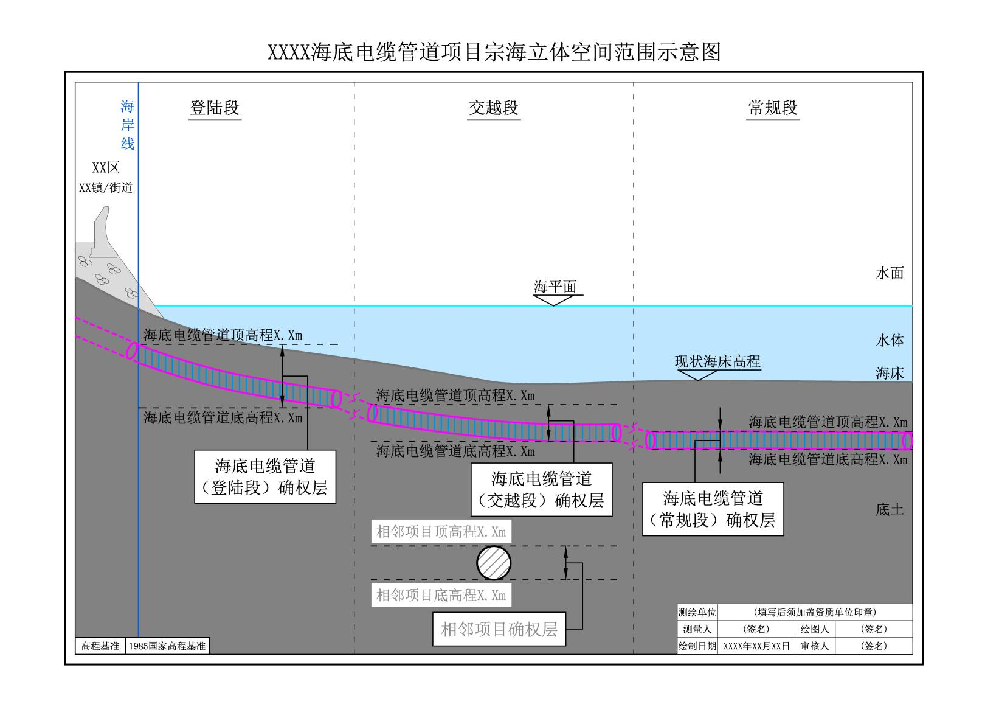 XXXX海底电缆管道项目宗海立体空间范围示意图
海岸线
登陆段
交越段
常规段
XX区
XX镇/街道
水面
海平面
海底电缆管道顶高程X.Xm
水体
现状海床高程
海床
海底电缆管道顶高程X.Xm
海底电缆管道底高程X.Xm
海底电缆管道顶高程X.Xm
海底电缆管道底高程X.Xm
海底电缆管道底高程X.Xm
海底电缆管道
（登陆段）确权层
海底电缆管道
（交越段）确权层
海底电缆管道
（常规段）确权层
底土
相邻项目顶高程X.Xm
相邻项目底高程X.Xm
相邻项目确权层
测绘单位 (填写后须加盖资质单位印章)
测量人 (签名) 绘图人 (签名)
绘制日期 XXXX年XX月XX日 审核人 (签名)
高程基准 1985国家高程基准